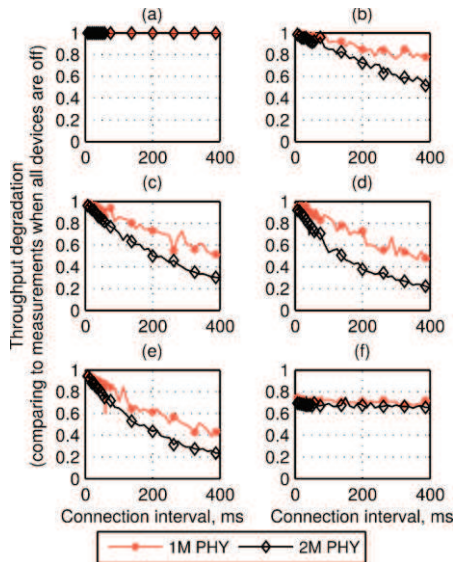 Throughput degradation
(comparing to measurements when all devices are off)
(a)
1
0.8
0.6
0.4
0.2
0
0 200 400
(b)
1
0.8
0.6
0.4
0.2
0
0 200 400
(c)
1
0.8
0.6
0.4
0.2
0
0 200 400
(d)
1
0.8
0.6
0.4
0.2
0
0 200 400
(e)
1
0.8
0.6
0.4
0.2
0
0 200 400
(f)
1
0.8
0.6
0.4
0.2
0
0 200 400
Connection interval, ms
Connection interval, ms
1M PHY
2M PHY